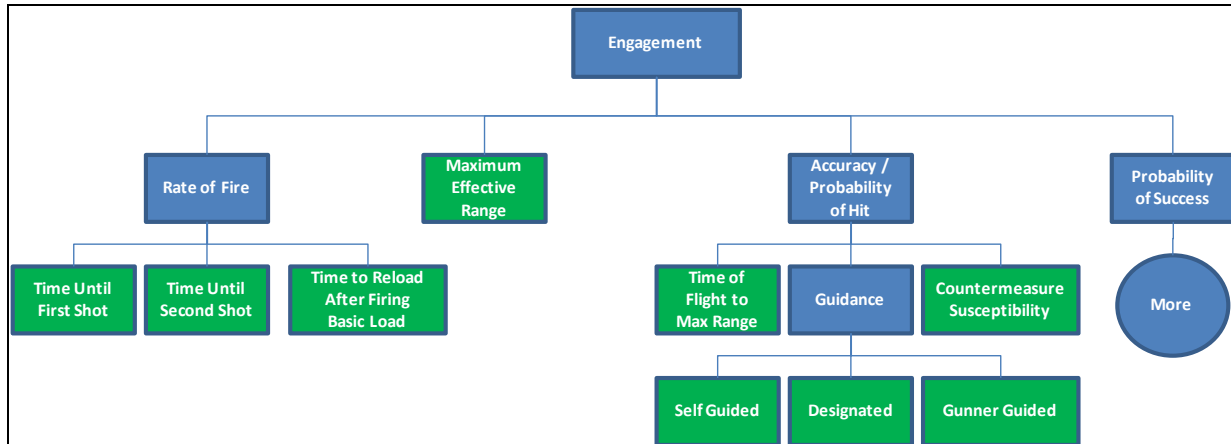 Engagement
Rate of Fire
Maximum
Effective
Range
Accuracy /
Probability
of Hit
Probability
of Success
Time Until
First Shot
Time Until
Second Shot
Time to Reload
After Firing
Basic Load
Time of
Flight to
Max Range
Guidance
Countermeasure
Susceptibility
More
Self Guided
Designated
Gunner Guided